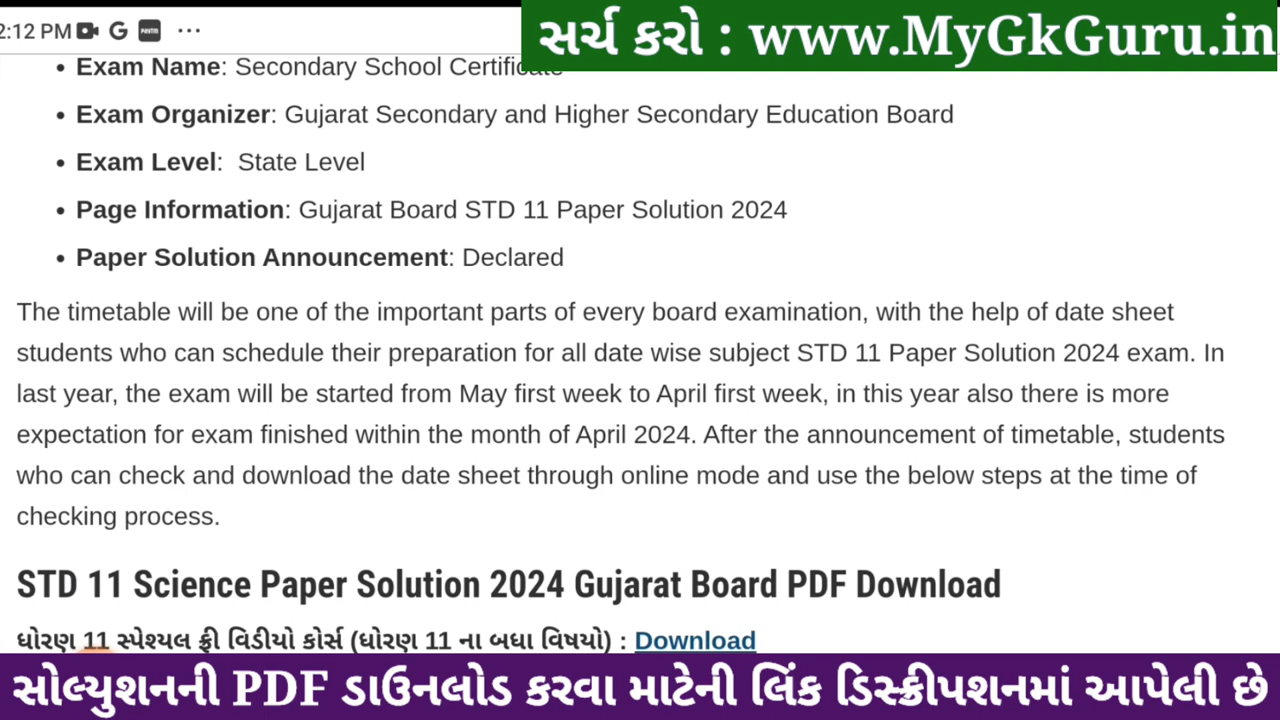 2:12 PM G Paytm ...
સર્ચ કરો : www.MyGkGuru.in
• Exam Name: Secondary School Certificate
• Exam Organizer: Gujarat Secondary and Higher Secondary Education Board
• Exam Level: State Level
• Page Information: Gujarat Board STD 11 Paper Solution 2024
• Paper Solution Announcement: Declared
The timetable will be one of the important parts of every board examination, with the help of date sheet
students who can schedule their preparation for all date wise subject STD 11 Paper Solution 2024 exam. In
last year, the exam will be started from May first week to April first week, in this year also there is more
expectation for exam finished within the month of April 2024. After the announcement of timetable, students
who can check and download the date sheet through online mode and use the below steps at the time of
checking process.
STD 11 Science Paper Solution 2024 Gujarat Board PDF Download
ધોરણ 11 સ્પેશ્યલ ફ્રી વિડીયો કોર્સ (ધોરણ 11 ના બધા વિષયો) : Download
સોલ્યુશનની PDF ડાઉનલોડ કરવા માટેની લિંક ડિસ્ક્રીપશનમાં આપેલી છે